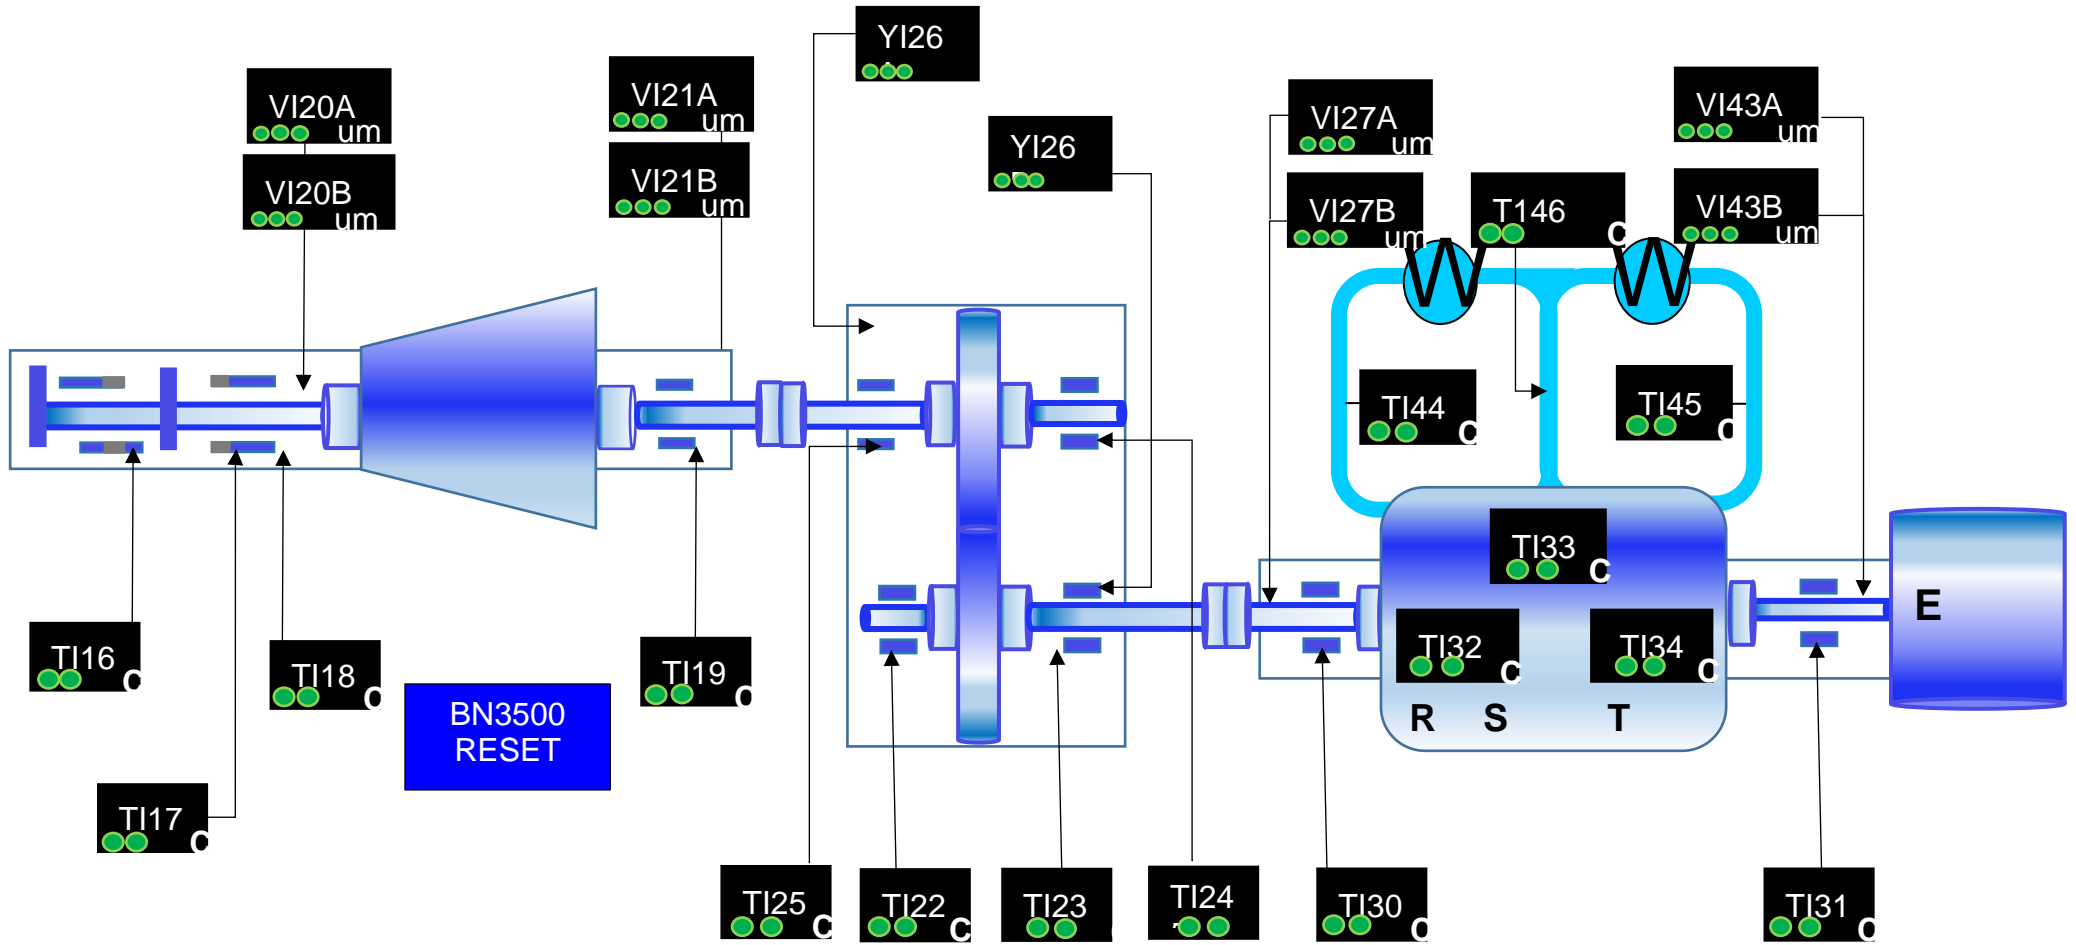 YI26
VI20A
um
VI21A
um
VI27A
um
VI43A
um
YI26
VI20B
um
VI21B
um
VI27B
um
T146
C
VI43B
um
W
W
TI44
C
TI45
C
TI33
C
E
TI16
C
TI18
C
TI19
C
TI32
C
TI34
C
BN3500
RESET
R S T
TI17
C
TI25
C
TI22
C
TI23
TI24
TI30
C
TI31
C